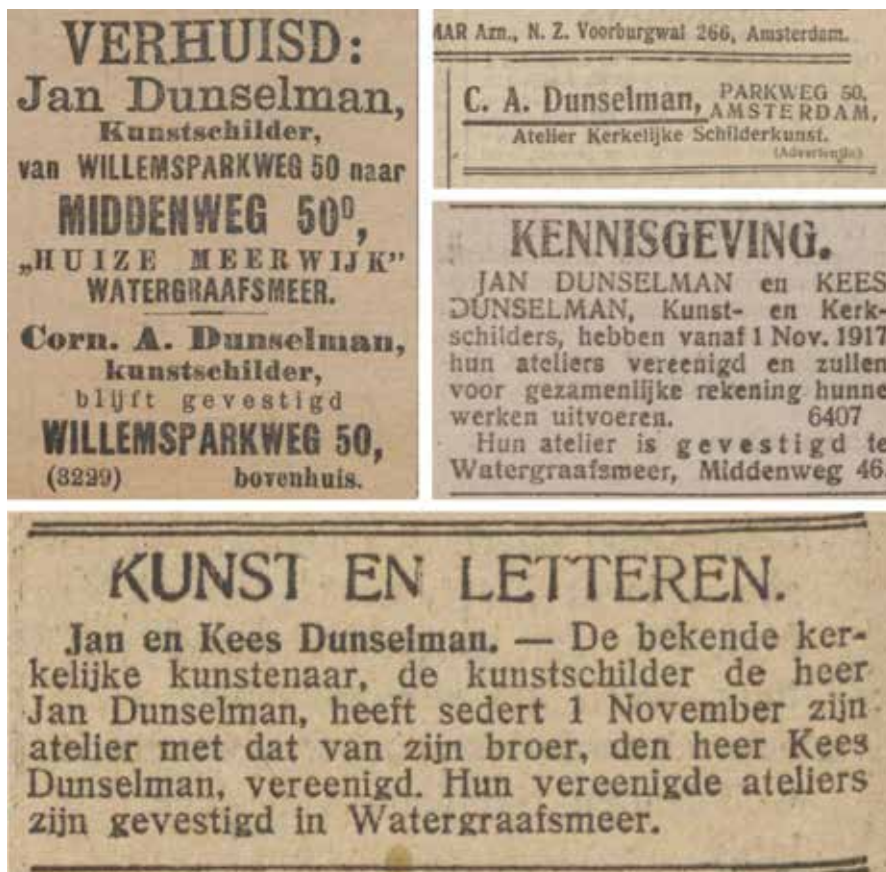 VERHUISD:
Jan Dunselman,
Kunstschilder,
van WILLEMSPARKWEG 50 naar
MIDDENWEG 50D,
„HUIZE MEERWIJK”
WATERGRAAFSMEER.
Corn. A. Dunselman,
kunstschilder,
blijft gevestigd
WILLEMSPARKWEG 50,
(3229) bovenhuis.
MAR Arn., N. Z. Voorburgwal 266, Amsterdam.
C. A. Dunselman, PARKWEG 50,
AMSTERDAM,
Atelier Kerkelijke Schilderkunst.
(Advertentie)
KENNISGEVING.
JAN DUNSELMAN en KEES
DUNSELMAN, Kunst- en Kerk-
schilders, hebben vanaf 1 Nov. 1917
hun ateliers vereenigd en zullen
voor gezamenlijke rekening hunne
werken uitvoeren. 6407
Hun atelier is gevestigd te
Watergraafsmeer, Middenweg 46.
KUNST EN LETTEREN.
Jan en Kees Dunselman. — De bekende ker-
kelijke kunstenaar, de kunstschilder de heer
Jan Dunselman, heeft sedert 1 November zijn
atelier met dat van zijn broer, den heer Kees
Dunselman, vereenigd. Hun vereenigde ateliers
zijn gevestigd in Watergraafsmeer.